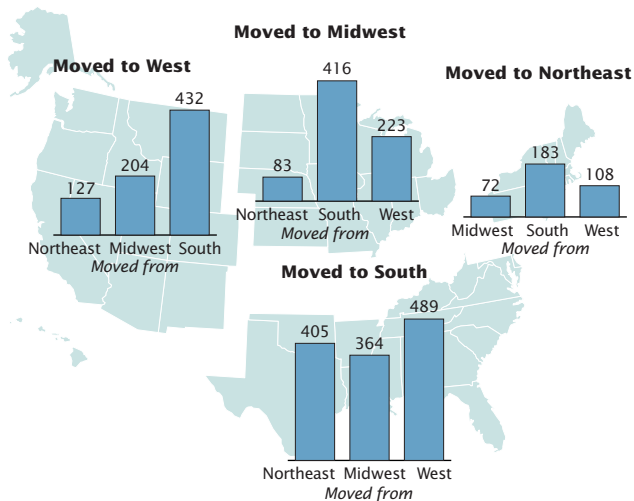 Moved to West
432
204
127
Northeast Midwest South
Moved from
Moved to Midwest
416
223
83
Northeast South West
Moved from
Moved to Northeast
183
108
72
Midwest South West
Moved from
Moved to South
489
405
364
Northeast Midwest West
Moved from